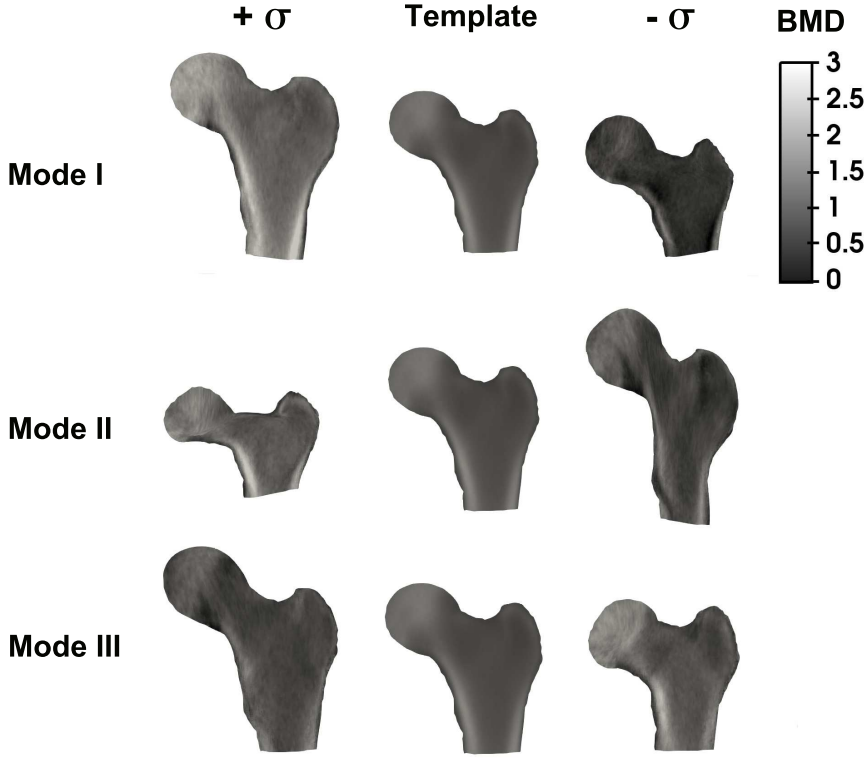 + σ Template - σ BMD
3
2.5
2
1.5
1
0.5
0
Mode I
Mode II
Mode III